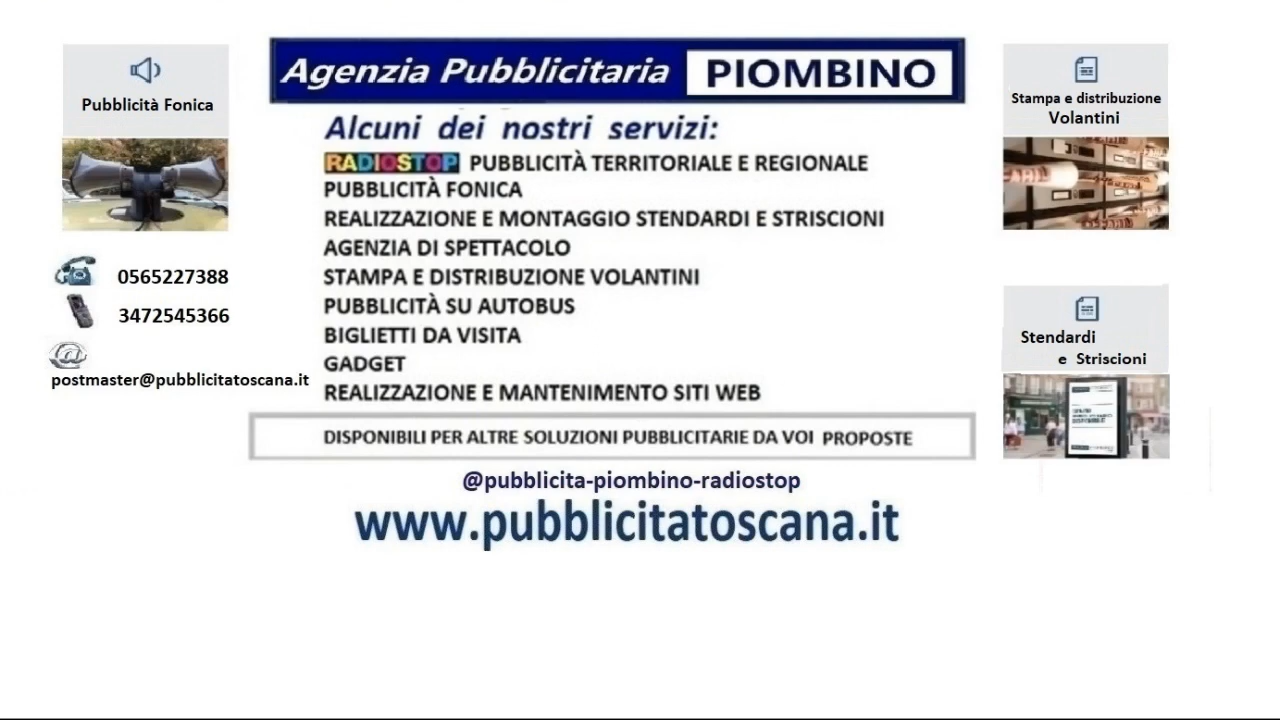 Agenzia Pubblicitaria PIOMBINO
Pubblicità Fonica
Stampa e distribuzione
Volantini
Alcuni dei nostri servizi:
RADIOSTOP PUBBLICITÀ TERRITORIALE E REGIONALE
PUBBLICITÀ FONICA
REALIZZAZIONE E MONTAGGIO STENDARDI E STRISCIONI
AGENZIA DI SPETTACOLO
STAMPA E DISTRIBUZIONE VOLANTINI
PUBBLICITÀ SU AUTOBUS
BIGLIETTI DA VISITA
GADGET
REALIZZAZIONE E MANTENIMENTO SITI WEB
0565227388
3472545366
@
postmaster@pubblicitatoscana.it
Stendardi
e Striscioni
DISPONIBILI PER ALTRE SOLUZIONI PUBBLICITARIE DA VOI PROPOSTE
@pubblicita-piombino-radiostop
www.pubblicitatoscana.it